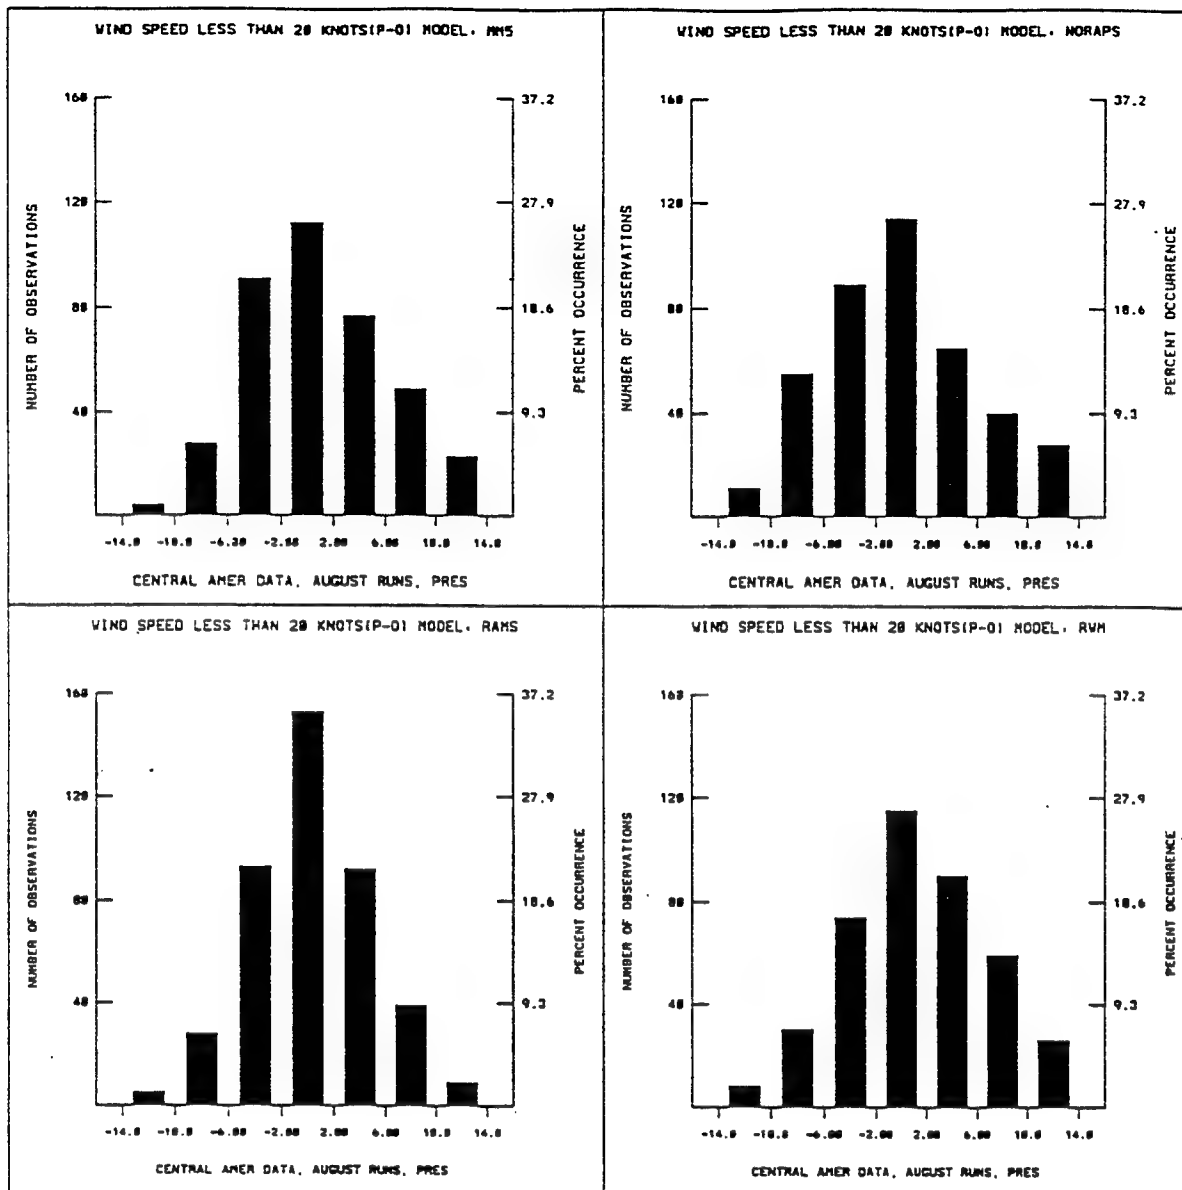 WIND SPEED LESS THAN 20 KNOTS(P-O) MODEL. MM5
160
120
80
40
37.2
27.9
18.6
9.3
NUMBER OF OBSERVATIONS
PERCENT OCCURRENCE
-14.0 -10.0 -6.00 -2.00 2.00 6.00 10.0 14.0
CENTRAL AMER DATA, AUGUST RUNS, PRES
WIND SPEED LESS THAN 20 KNOTS(P-O) MODEL. NORAPS
160
120
80
40
37.2
27.9
18.6
9.3
NUMBER OF OBSERVATIONS
PERCENT OCCURRENCE
-14.0 -10.0 -6.00 -2.00 2.00 6.00 10.0 14.0
CENTRAL AMER DATA, AUGUST RUNS, PRES
WIND SPEED LESS THAN 20 KNOTS(P-O) MODEL. RAMS
160
120
80
40
37.2
27.9
18.6
9.3
NUMBER OF OBSERVATIONS
PERCENT OCCURRENCE
-14.0 -10.0 -6.00 -2.00 2.00 6.00 10.0 14.0
CENTRAL AMER DATA, AUGUST RUNS, PRES
WIND SPEED LESS THAN 20 KNOTS(P-O) MODEL. RWM
160
120
80
40
37.2
27.9
18.6
9.3
NUMBER OF OBSERVATIONS
PERCENT OCCURRENCE
-14.0 -10.0 -6.00 -2.00 2.00 6.00 10.0 14.0
CENTRAL AMER DATA, AUGUST RUNS, PRES